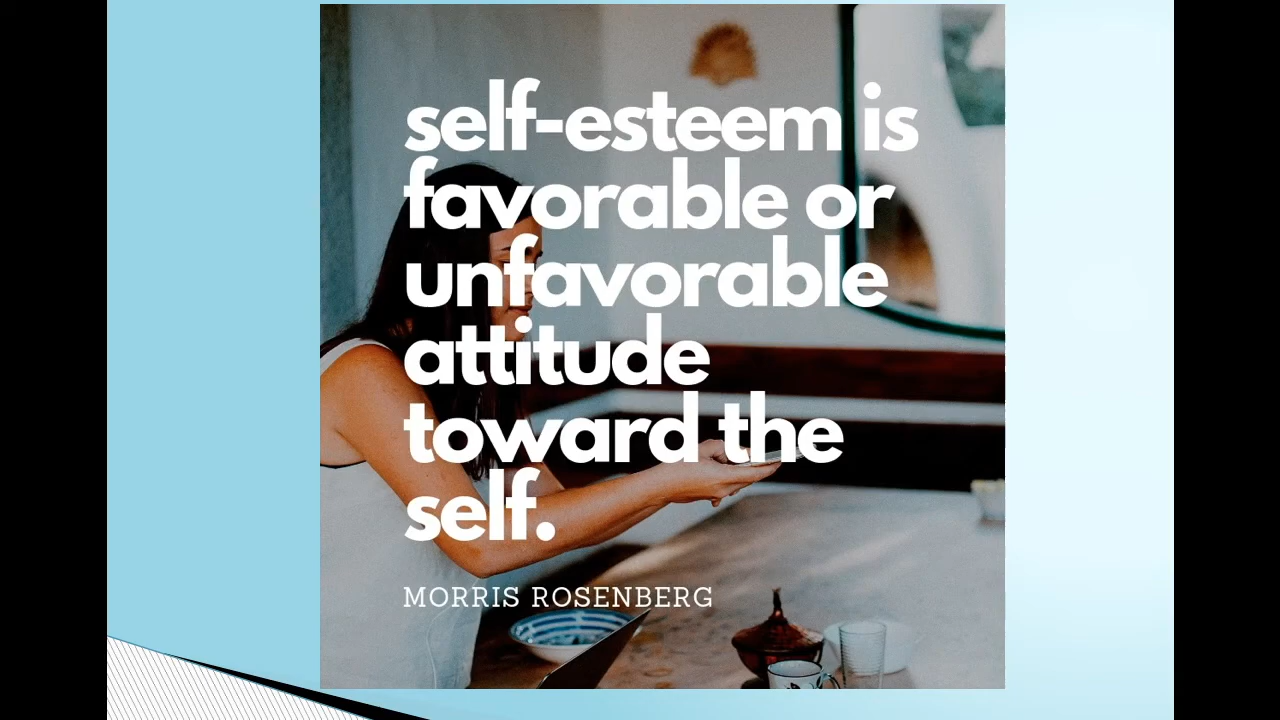 self-esteem is
favorable or
unfavorable
attitude
toward the
self.
MORRIS ROSENBERG